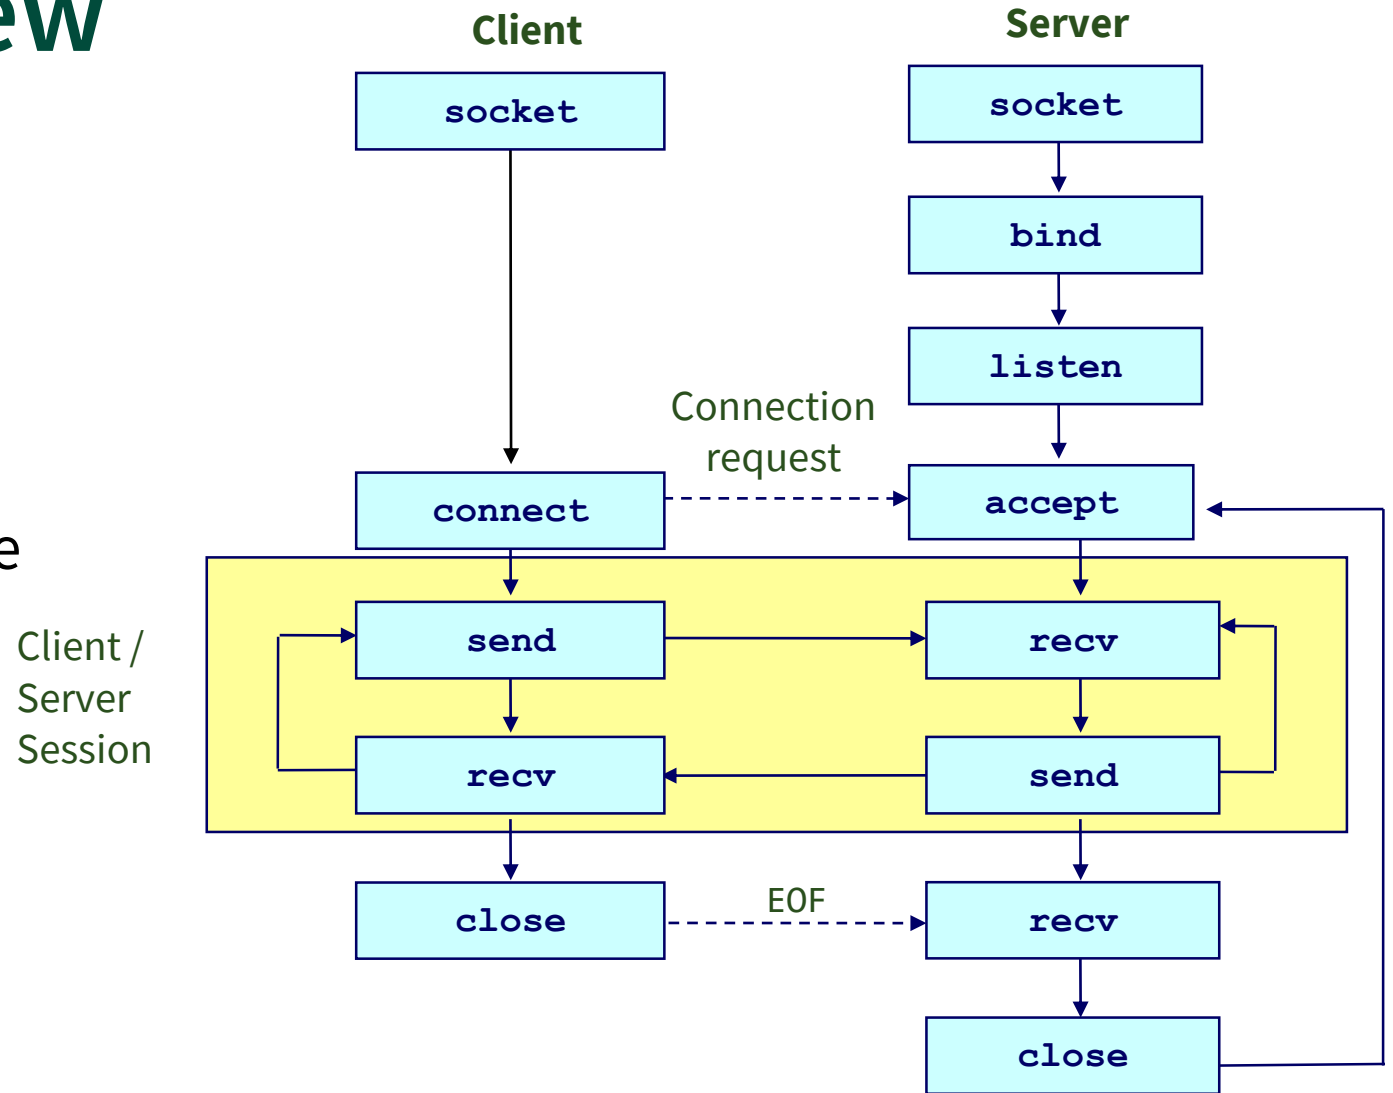 ew
Client
Server
socket
socket
bind
listen
Connection
request
connect
accept
e
Client /
Server
Session
send
recv
recv
send
close
EOF
recv
close